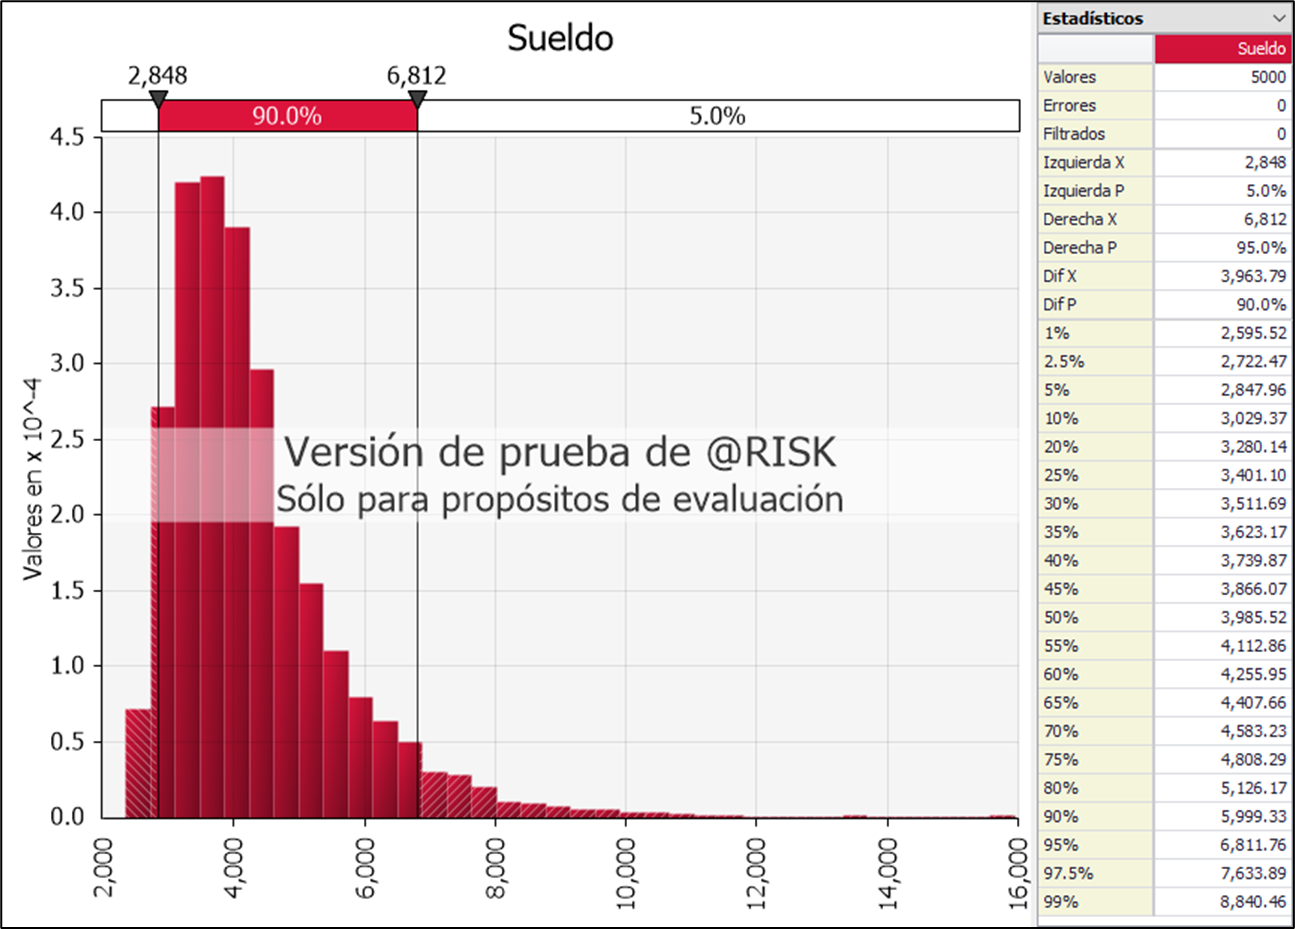 Sueldo
2,848 6,812
90.0% 5.0%
4.5
4.0
3.5
3.0
2.5
2.0
1.5
1.0
0.5
0.0
Valores en x 10^-4
Versión de prueba de @RISK
Sólo para propósitos de evaluación
2,000 4,000 6,000 8,000 10,000 12,000 14,000 16,000
Estadísticos
Sueldo
Valores 5000
Errores 0
Filtrados 0
Izquierda X 2,848
Izquierda P 5.0%
Derecha X 6,812
Derecha P 95.0%
Dif X 3,963.79
Dif P 90.0%
1% 2,595.52
2.5% 2,722.47
5% 2,847.96
10% 3,029.37
20% 3,280.14
25% 3,401.10
30% 3,511.69
35% 3,623.17
40% 3,739.87
45% 3,866.07
50% 3,985.52
55% 4,112.86
60% 4,255.95
65% 4,407.66
70% 4,583.23
75% 4,808.29
80% 5,126.17
90% 5,999.33
95% 6,811.76
97.5% 7,633.89
99% 8,840.46